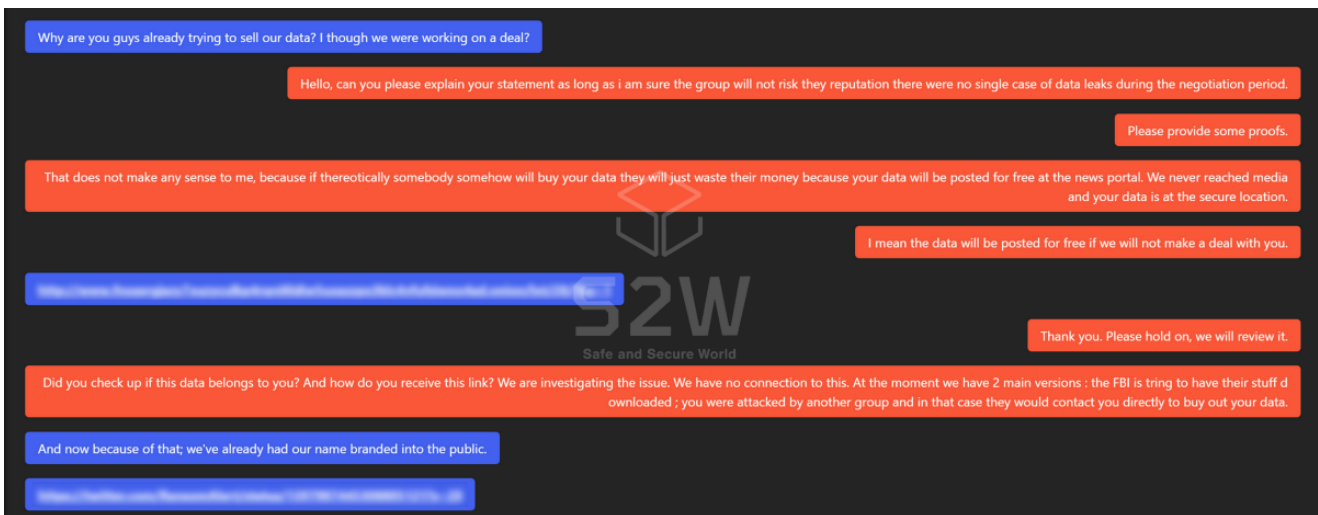 Why are you guys already trying to sell our data? I though we were working on a deal?
Hello, can you please explain your statement as long as i am sure the group will not risk they reputation there were no single case of data leaks during the negotiation period.
Please provide some proofs.
That does not make any sense to me, because if thereotically somebody somehow will buy your data they will just waste their money because your data will be posted for free at the news portal. We never reached media
and your data is at the secure location.
I mean the data will be posted for free if we will not make a deal with you.
S2W
Safe and Secure World
Thank you. Please hold on, we will review it.
Did you check up if this data belongs to you? And how do you receive this link? We are investigating the issue. We have no connection to this. At the moment we have 2 main versions : the FBI is tring to have their stuff d
ownloaded ; you were attacked by another group and in that case they would contact you directly to buy out your data.
And now because of that; we've already had our name branded into the public.